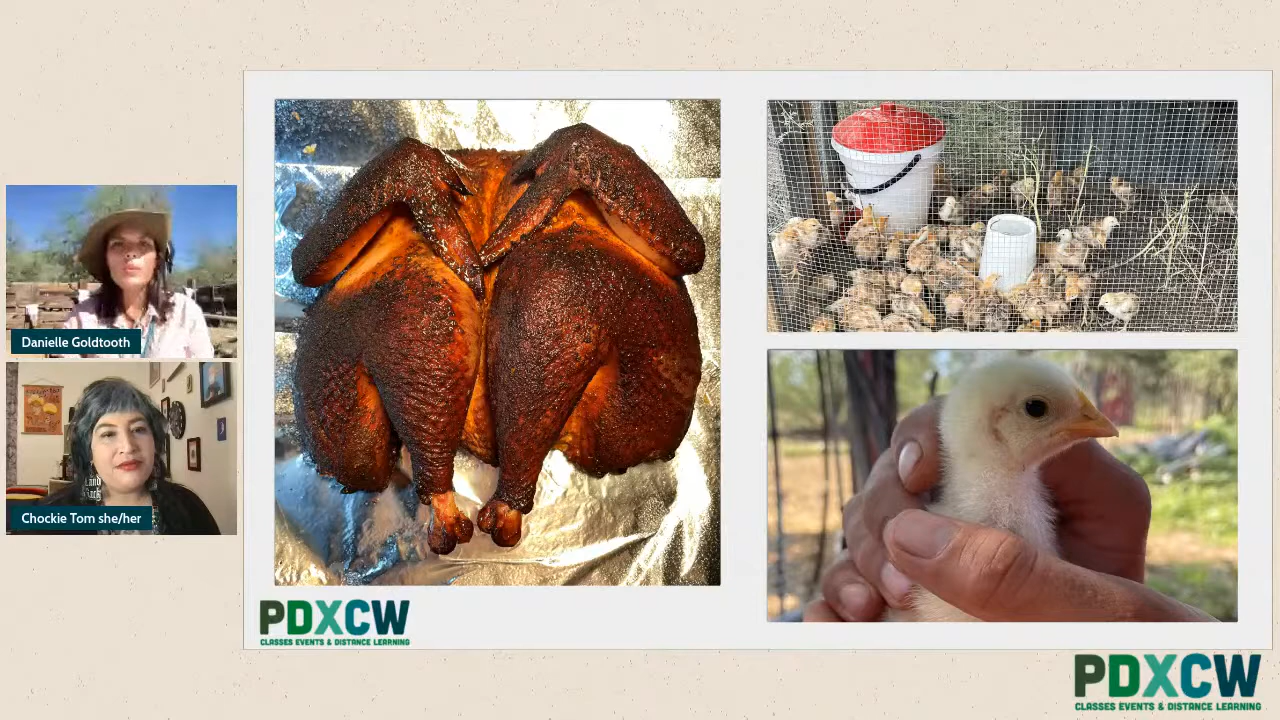 Danielle Goldtooth
Chockie Tom she/her
PDXCW
CLASSES EVENTS & DISTANCE LEARNING
PDXCW
CLASSES EVENTS & DISTANCE LEARNING